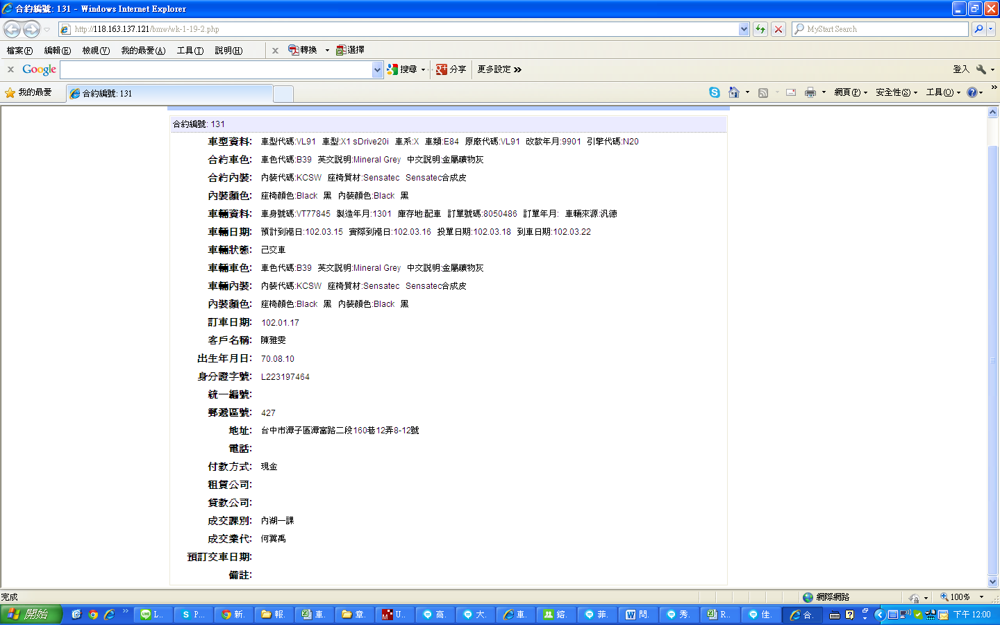 合約編號: 131 - Windows Internet Explorer
http://118.163.137.121/bmw/wk-1-19-2.php MyStart Search
檔案(F) 編輯(E) 檢視(V) 我的最愛(A) 工具(T) 說明(H) x 轉換 選擇
x Google 搜尋 分享 更多設定 » 登入
我的最愛 合約編號: 131 網頁(P) 安全性(S) 工具(O) »
合約編號: 131
車型資料: 車型代碼:VL91 車型:X1 sDrive20i 車系:X 車類:E84 原廠代碼:VL91 改款年月:9901 引擎代碼:N20
合約車色: 車色代碼:B39 英文說明:Mineral Grey 中文說明:金屬礦物灰
合約內裝: 內裝代碼:KCSW 座椅質材:Sensatec Sensatec合成皮
內裝顏色: 座椅顏色:Black 黑 內裝顏色:Black 黑
車輛資料: 車身號碼:VT77845 製造年月:1301 庫存地:配車 訂單號碼:8050486 訂單年月: 車輛來源:汎德
車輛日期: 預計到港日:102.03.15 實際到港日:102.03.16 投單日期:102.03.18 到車日期:102.03.22
車輛狀態: 己交車
車輛車色: 車色代碼:B39 英文說明:Mineral Grey 中文說明:金屬礦物灰
車輛內裝: 內裝代碼:KCSW 座椅質材:Sensatec Sensatec合成皮
內裝顏色: 座椅顏色:Black 黑 內裝顏色:Black 黑
訂車日期: 102.01.17
客戶名稱: 陳雅雯
出生年月日: 70.08.10
身分證字號: L223197464
統一編號:
郵遞區號: 427
地址: 台中市潭子區潭富路二段160巷12弄8-12號
電話:
付款方式: 現金
租賃公司:
貸款公司:
成交課別: 內湖一課
成交業代: 何冀禹
預訂交車日期:
備註:
完成 網際網路 100%
開始 » L... P... 新. 報. 車. 章. U... 高. 大. 車. 鎔. 菲. 問. 秀. R... 佳. 合. 下午 12:00